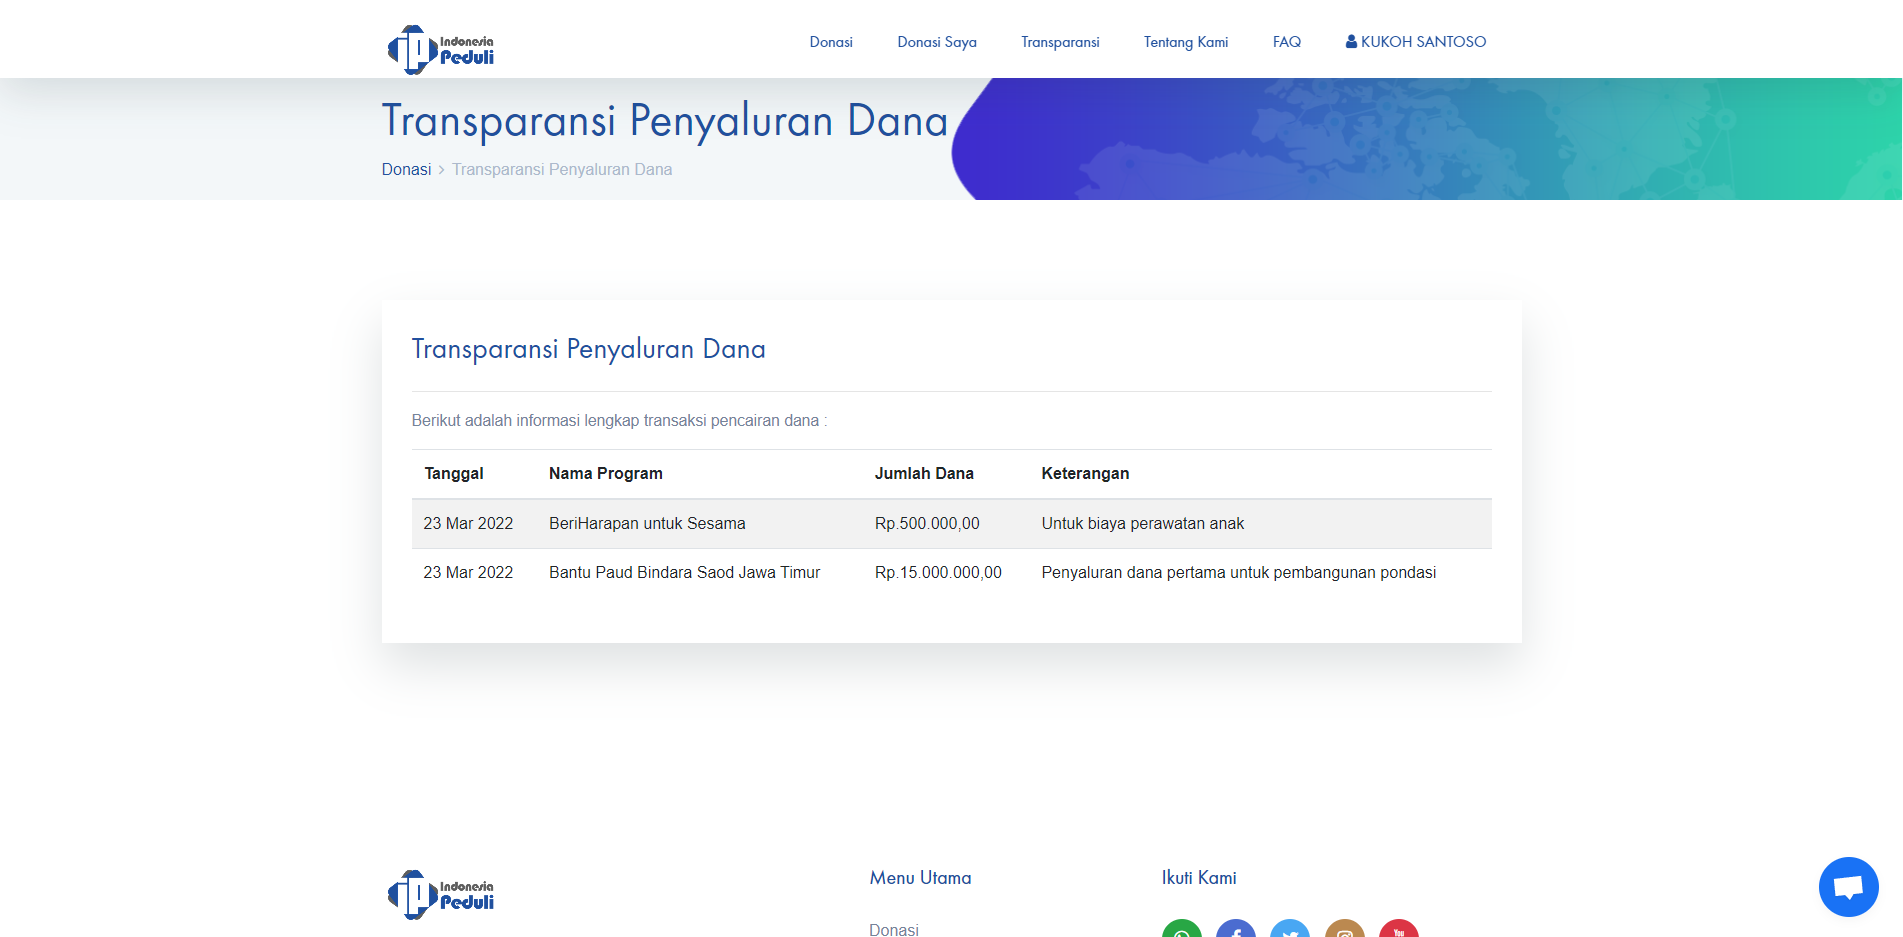 Indonesia
Peduli
Donasi Donasi Saya Transparansi Tentang Kami FAQ KUKOH SANTOSO
Transparansi Penyaluran Dana
Donasi > Transparansi Penyaluran Dana
Transparansi Penyaluran Dana
Berikut adalah informasi lengkap transaksi pencairan dana :
Tanggal Nama Program Jumlah Dana Keterangan
23 Mar 2022 BeriHarapan untuk Sesama Rp.500.000,00 Untuk biaya perawatan anak
23 Mar 2022 Bantu Paud Bindara Saod Jawa Timur Rp.15.000.000,00 Penyaluran dana pertama untuk pembangunan pondasi
Indonesia
Peduli
Menu Utama
Donasi
Ikuti Kami
You